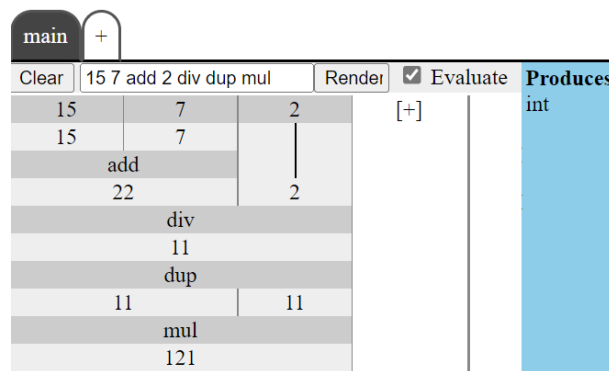 main +
Clear 15 7 add 2 div dup mul Render Evaluate Produces
15 7 2 [+] int
15 7
add
22 2
div
11
dup
11 11
mul
121